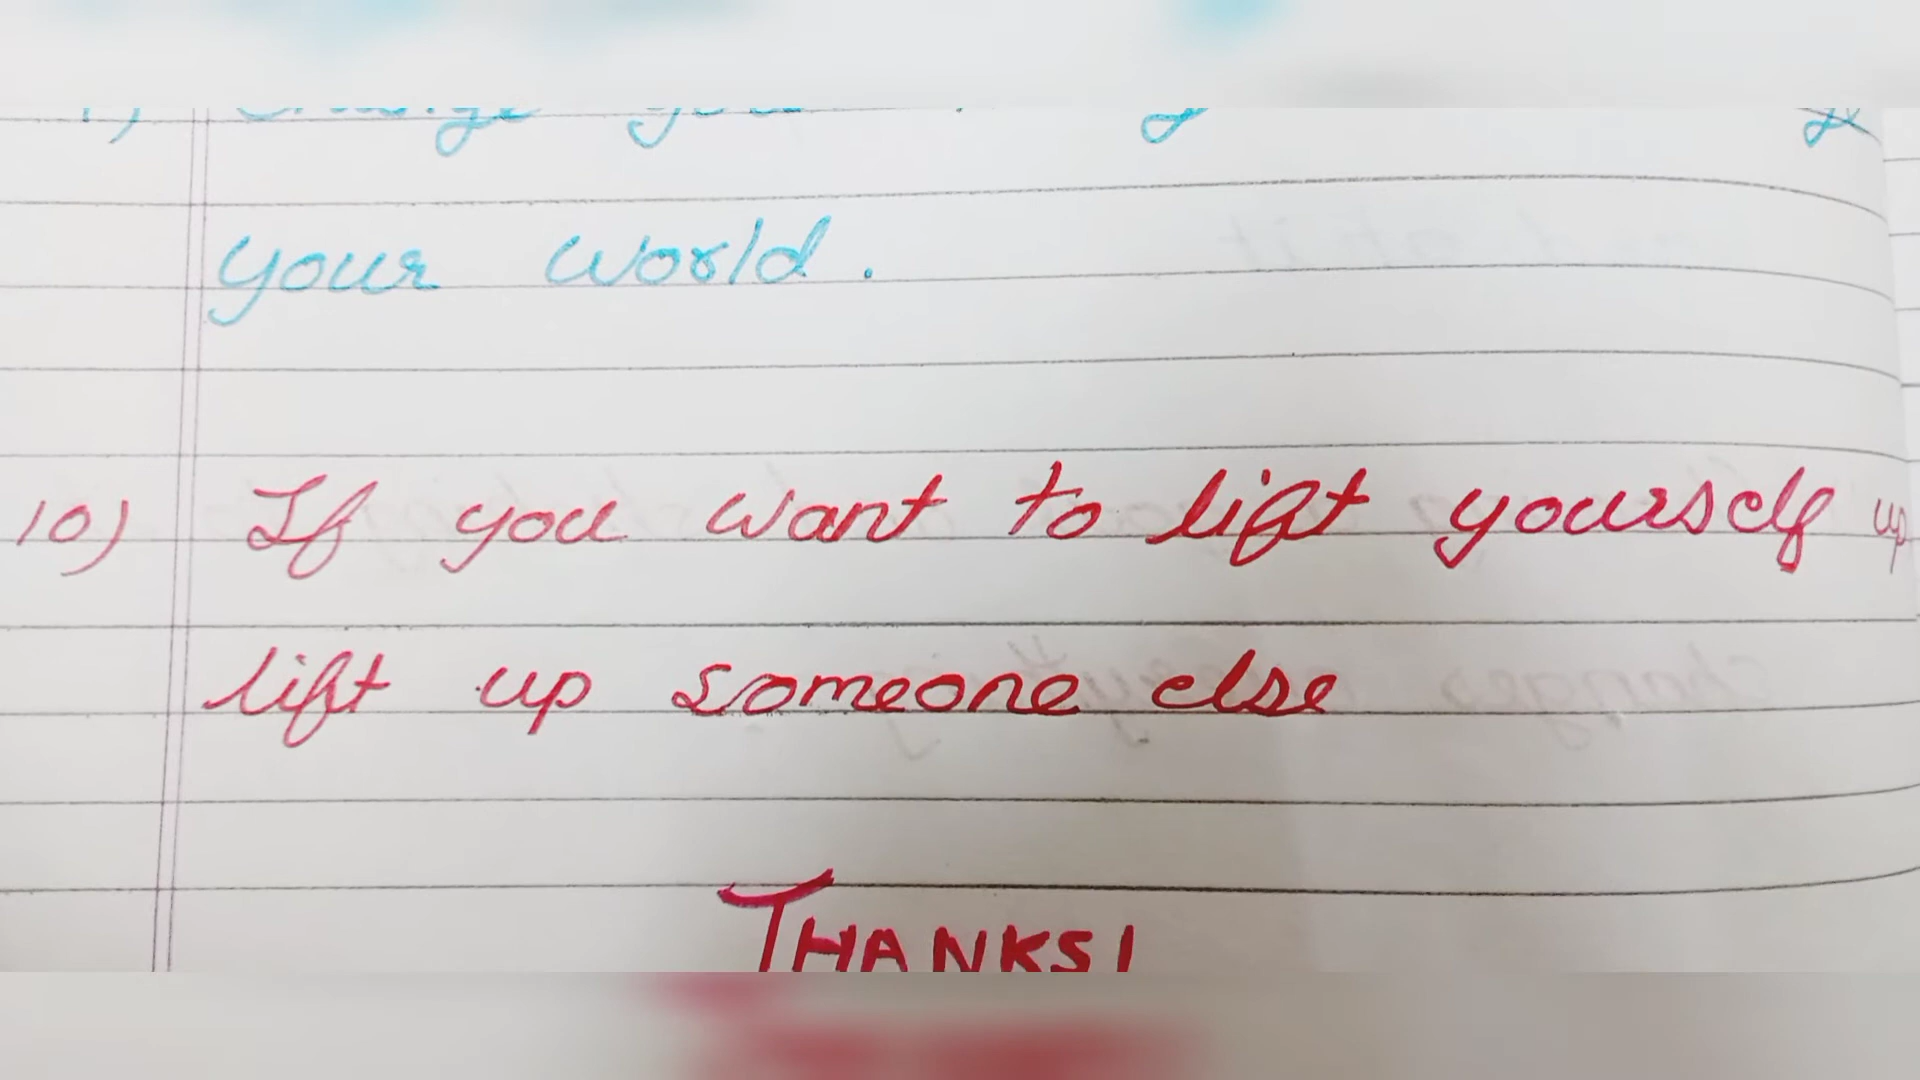 your world.
10) If you want to lift yourself up
lift up someone else
THANKS!